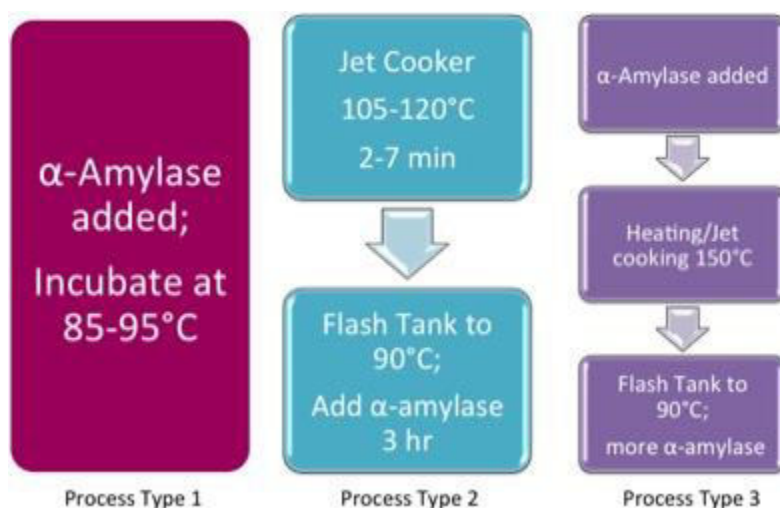 α-Amylase
added;
Incubate at
85-95°C
Process Type 1
Jet Cooker
105-120°C
2-7 min
Flash Tank to
90°C;
Add α-amylase
3 hr
Process Type 2
α-Amylase added
Heating/Jet
cooking 150°C
Flash Tank to
90°C;
more α-amylase
Process Type 3